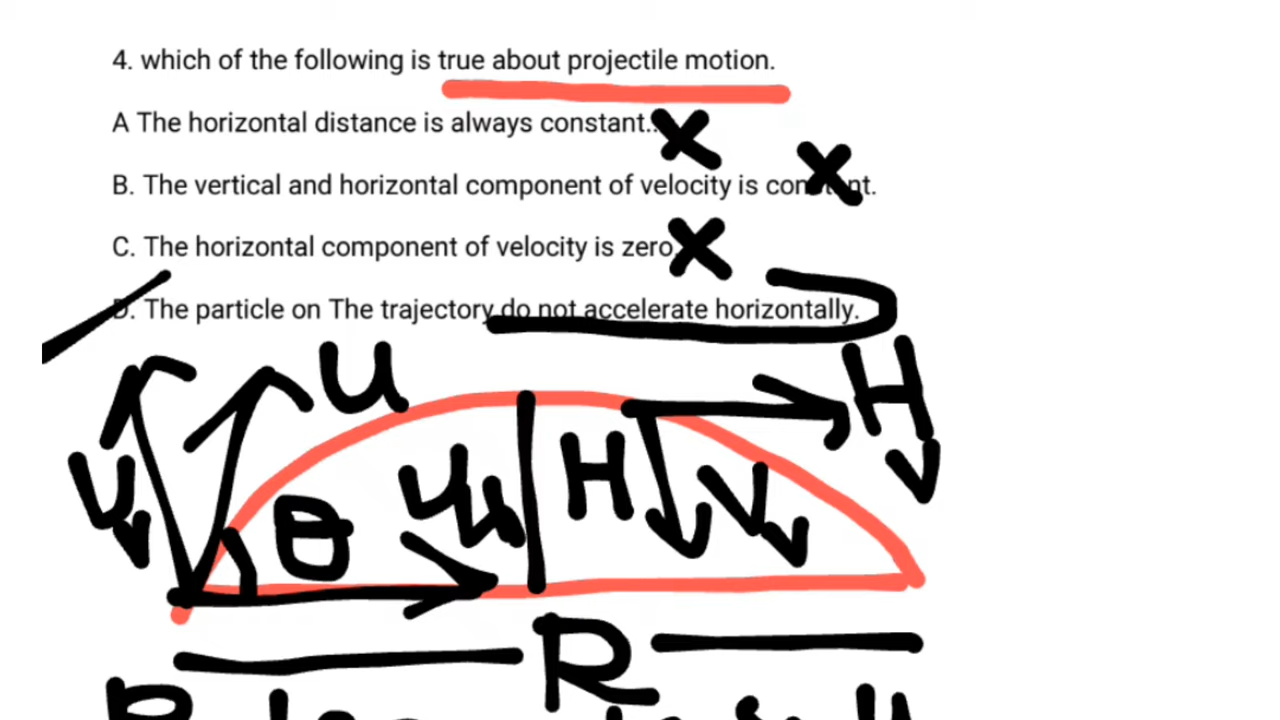 4. which of the following is true about projectile motion.
A The horizontal distance is always constant.
B. The vertical and horizontal component of velocity is constant.
C. The horizontal component of velocity is zero
D. The particle on The trajectory do not accelerate horizontally.
u
H
θ
H
R